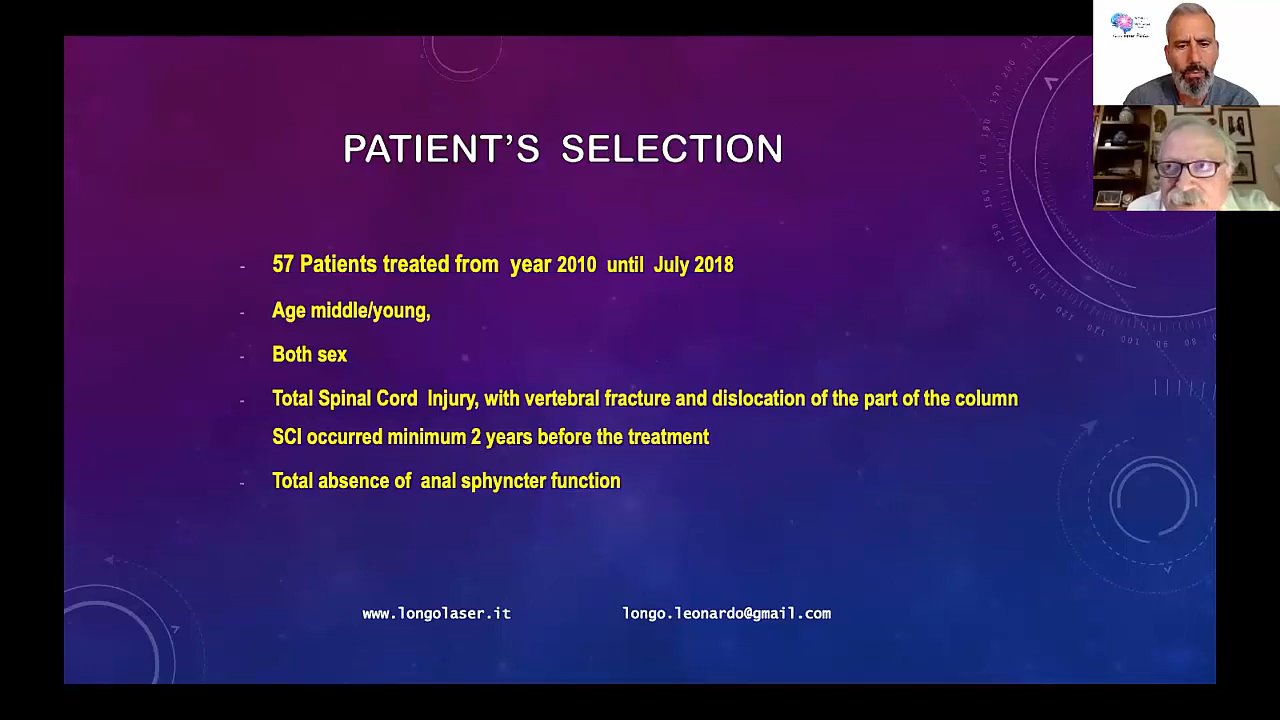 PATIENT'S SELECTION
- 57 Patients treated from year 2010 until July 2018
- Age middle/young,
- Both sex
- Total Spinal Cord Injury, with vertebral fracture and dislocation of the part of the column
SCI occurred minimum 2 years before the treatment
- Total absence of anal sphyncter function
www.longolaser.it longo.leonardo@gmail.com